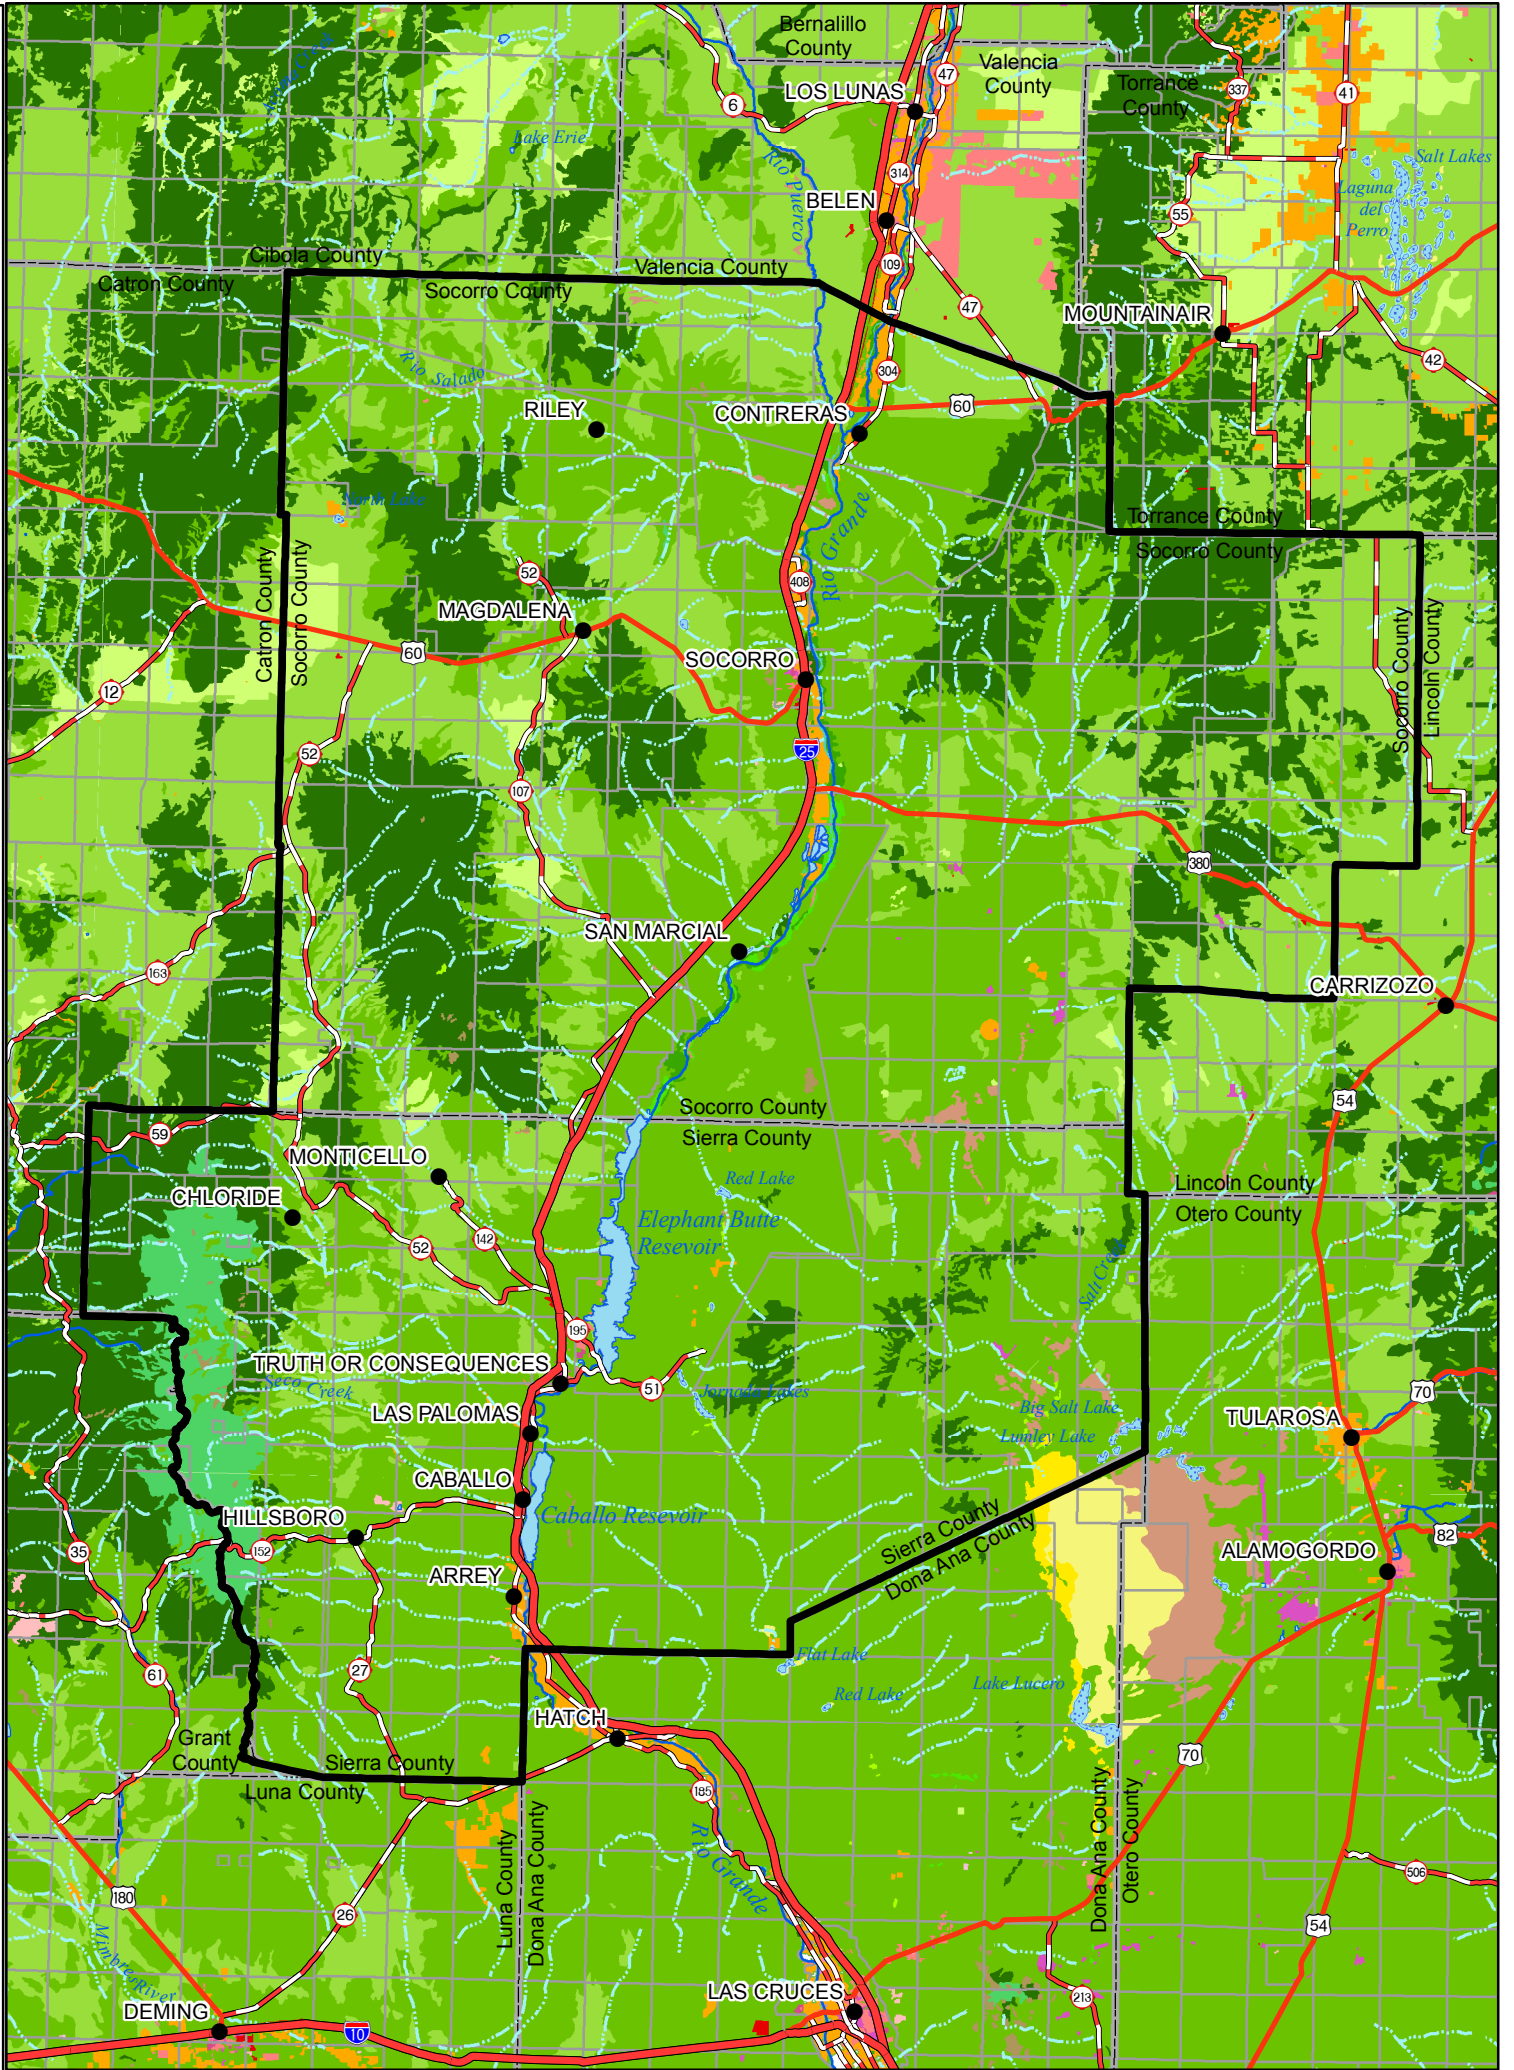 Bernalillo
County
Valencia
County
Torrance
County
47
337
41
6
LOS LUNAS
Lake Erie
Rio Puerco
314
Salt Lakes
Laguna
del
Perro
BELEN
55
109
Cibola County
Catron County
Valencia County
Socorro County
47
MOUNTAINAIR
42
Rio Salado
304
RILEY
CONTRERAS
60
North Lake
Rio Grande
Torrance County
Socorro County
52
408
Catron County
Socorro County
MAGDALENA
Socorro County
Lincoln County
60
SOCORRO
12
52
25
107
380
SAN MARCIAL
163
CARRIZOZO
54
Socorro County
Sierra County
59
MONTICELLO
Red Lake
Lincoln County
Otero County
CHLORIDE
Elephant Butte
Resevoir
52
142
Salt Creek
195
TRUTH OR CONSEQUENCES
Seco Creek
51
Jornada Lakes
70
LAS PALOMAS
Big Salt Lake
Lumley Lake
TULAROSA
CABALLO
Caballo Resevoir
HILLSBORO
Sierra County
Dona Ana County
82
35
152
ALAMOGORDO
ARREY
61
27
Flat Lake
Lake Lucero
Red Lake
HATCH
Grant
County
Sierra County
Luna County
70
185
Dona Ana County
Otero County
Luna County
Dona Ana County
Rio Grande
506
180
26
54
Mimbres River
LAS CRUCES
213
DEMING
10